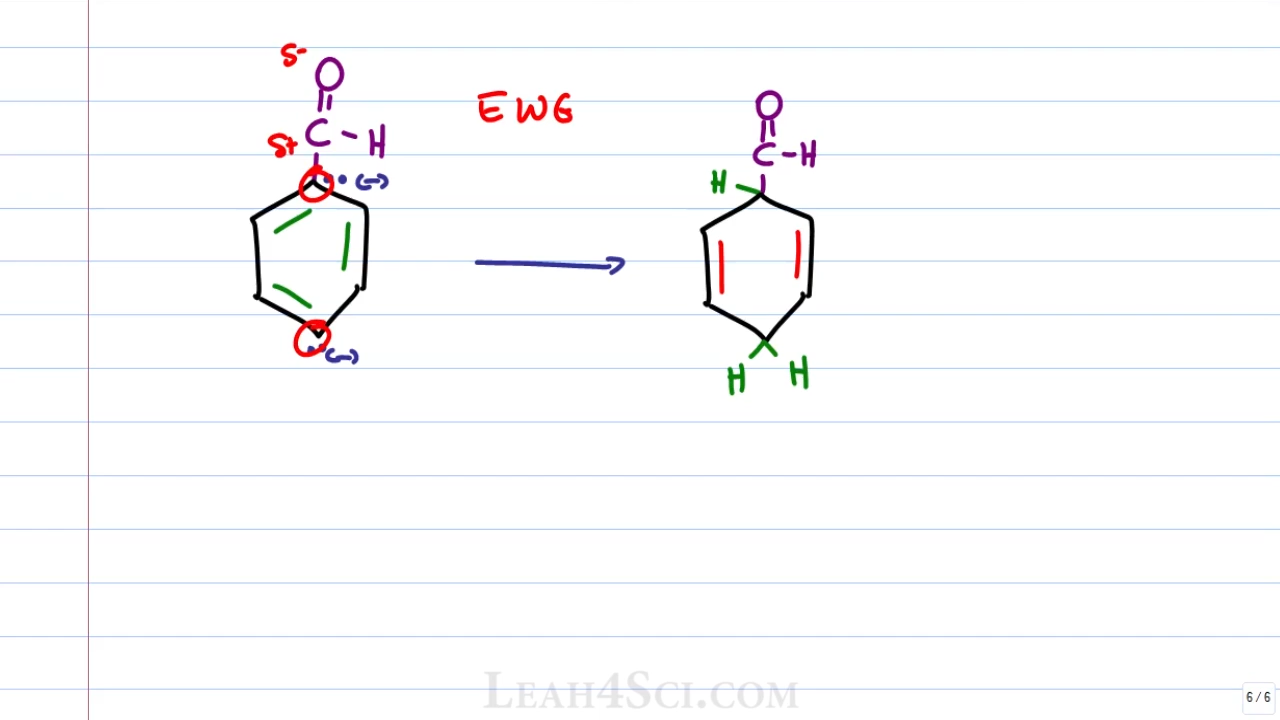 δ-
O
EWG
O
δ+ C - H
C - H
•• (-)
H
•• (-)
H H
LEAH4SCI.COM
6/6